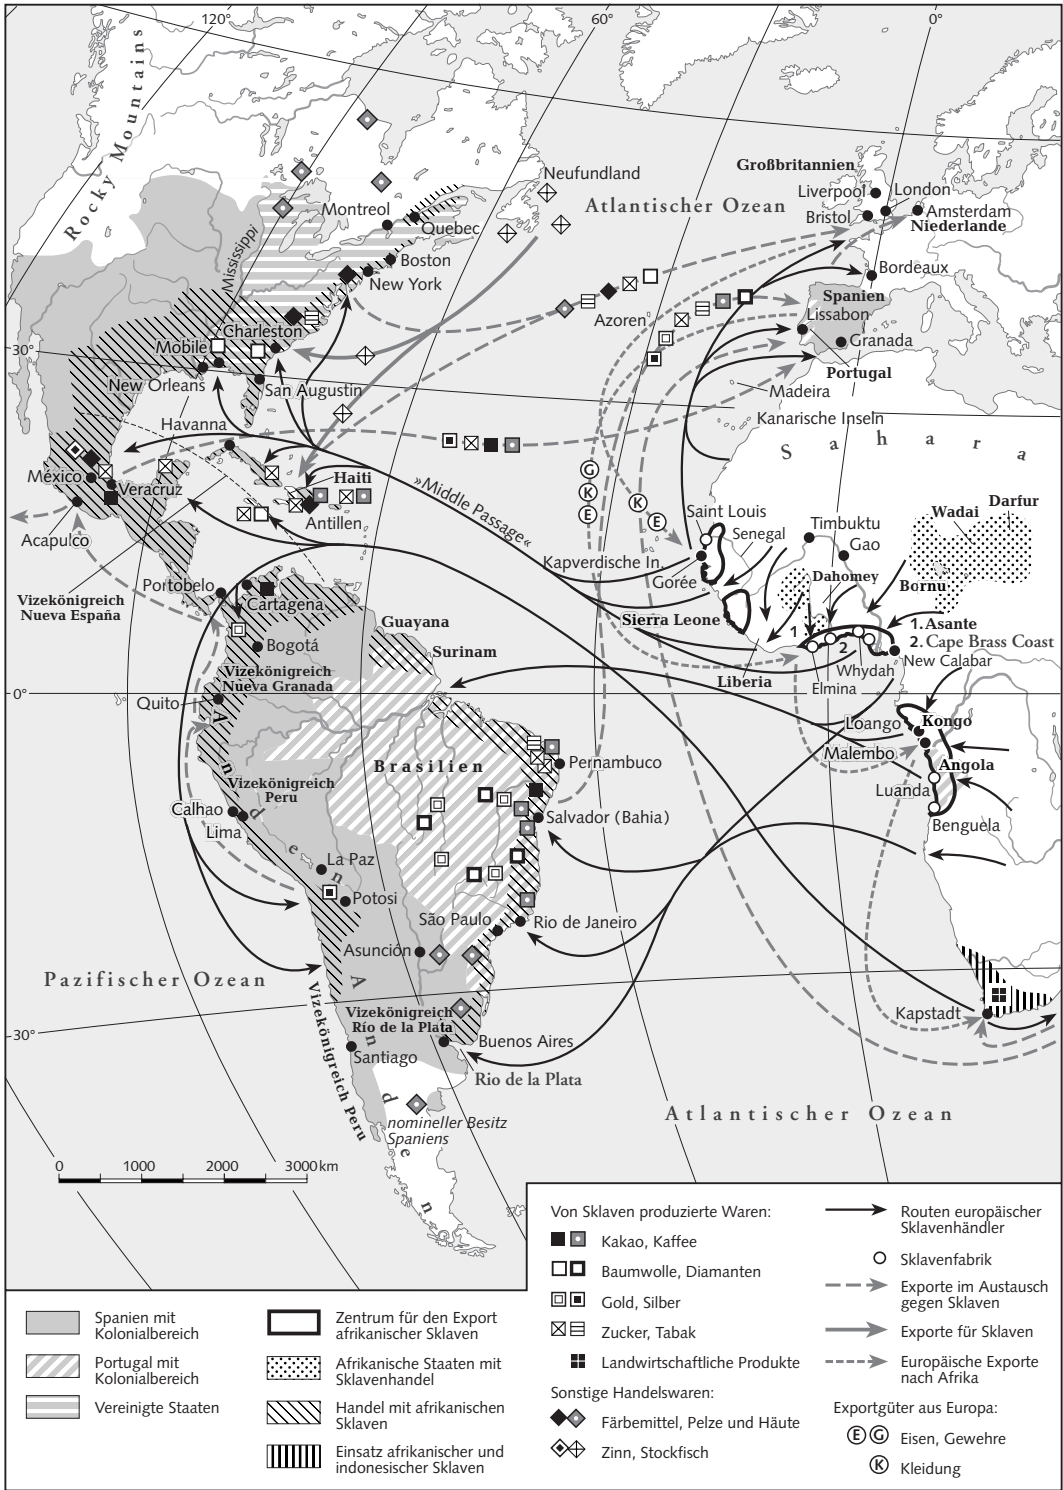 120°
60°
0°
Rocky Mountains
Neufundland
Atlantischer Ozean
Großbritannien
Liverpool
London
Bristol
Amsterdam
Niederlande
Montreol
Quebec
Mississippi
Boston
New York
Bordeaux
Spanien
Lissabon
Azoren
Granada
Portugal
Charleston
Mobile
30°
New Orleans
San Augustin
Madeira
Kanarische Inseln
Havanna
Sahara
México
Veracruz
Haiti
Antillen
»Middle Passage«
G
K
E
K
E
Acapulco
Saint Louis
Senegal
Timbuktu
Gao
Wadai
Darfur
Kapverdische In.
Gorée
Dahomey
Bornu
Portobelo
Cartagena
Vizekönigreich
Nueva España
Guayana
Sierra Leone
1
2
1. Asante
2. Cape Brass Coast
Bogotá
Surinam
Whydah
New Calabar
Vizekönigreich
Nueva Granada
Liberia
Elmina
0°
Quito
Loango
Kongo
Malembo
Brasilien
Pernambuco
Angola
Vizekönigreich
Peru
Luanda
Calhao
Lima
Salvador (Bahia)
Benguela
Anden
La Paz
Potosi
São Paulo
Rio de Janeiro
Asunción
Pazifischer Ozean
Vizekönigreich Peru
Vizekönigreich
Río de la Plata
Kapstadt
30°
Buenos Aires
Santiago
Rio de la Plata
Anden
Atlantischer Ozean
nomineller Besitz
Spaniens
0 1000 2000 3000 km
Spanien mit
Kolonialbereich
Portugal mit
Kolonialbereich
Vereinigte Staaten
Zentrum für den Export
afrikanischer Sklaven
Afrikanische Staaten mit
Sklavenhandel
Handel mit afrikanischen
Sklaven
Einsatz afrikanischer und
indonesischer Sklaven
Von Sklaven produzierte Waren:
Kakao, Kaffee
Baumwolle, Diamanten
Gold, Silber
Zucker, Tabak
Landwirtschaftliche Produkte
Sonstige Handelswaren:
Färbemittel, Pelze und Häute
Zinn, Stockfisch
Routen europäischer
Sklavenhändler
Sklavenfabrik
Exporte im Austausch
gegen Sklaven
Exporte für Sklaven
Europäische Exporte
nach Afrika
Exportgüter aus Europa:
E G Eisen, Gewehre
K Kleidung